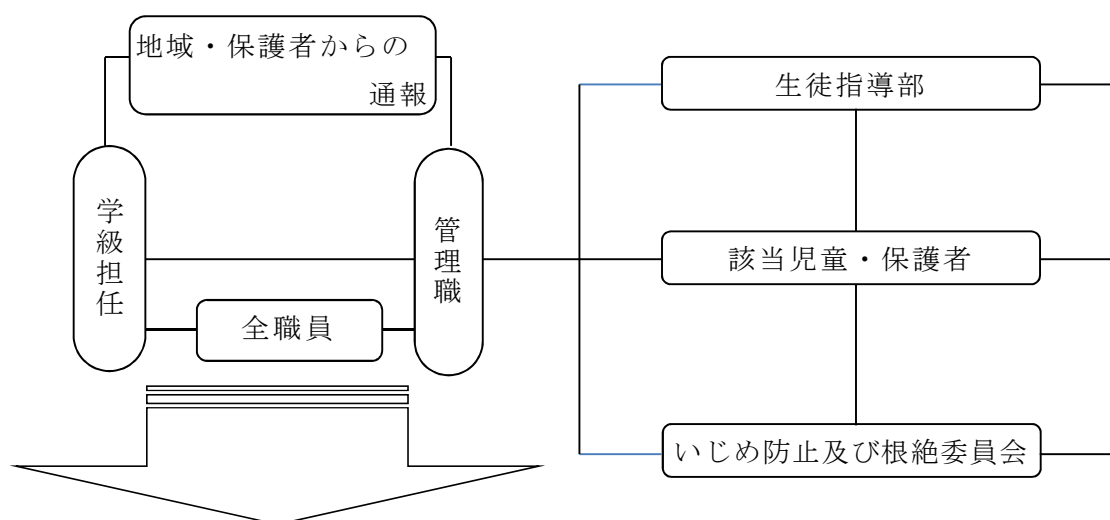 地域・保護者からの
通報
学級担任
管理職
全職員
生徒指導部
該当児童・保護者
いじめ防止及び根絶委員会